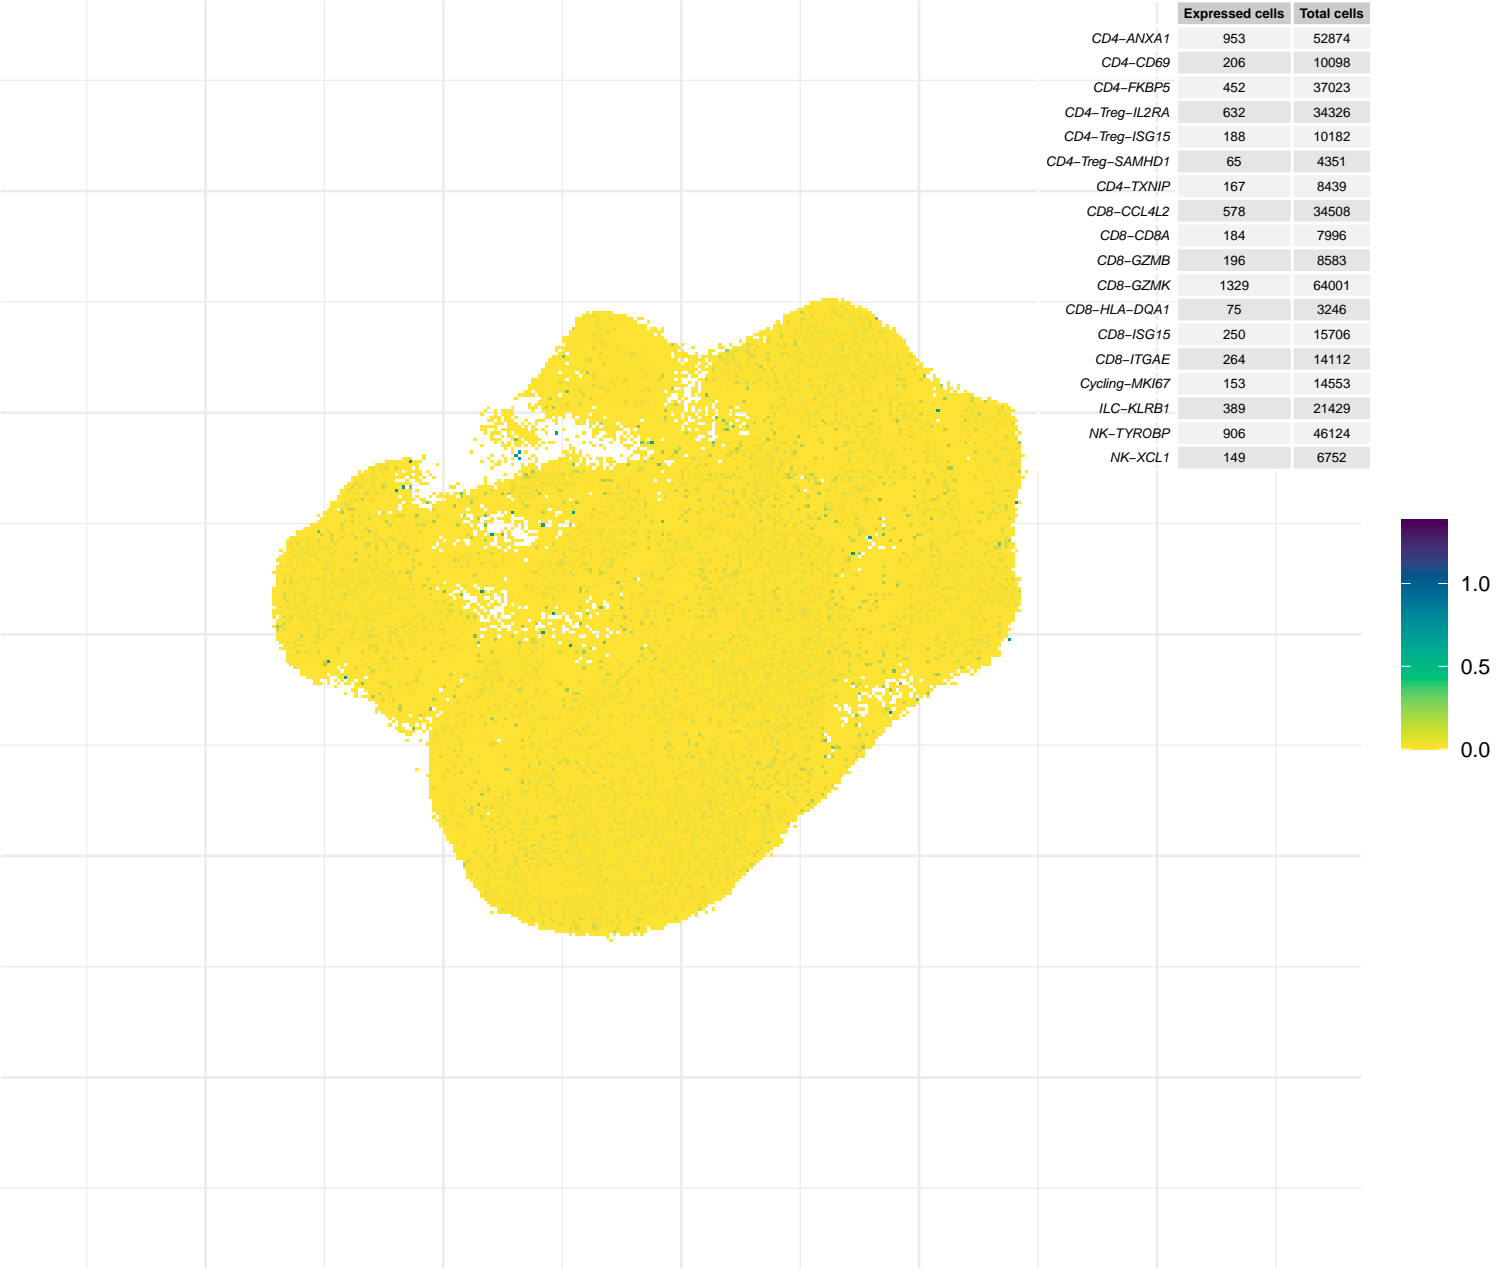 Expressed cells Total cells
CD4−ANXA1 953 52874
CD4−CD69 206 10098
CD4−FKBP5 452 37023
CD4−Treg−IL2RA 632 34326
CD4−Treg−ISG15 188 10182
CD4−Treg−SAMHD1 65 4351
CD4−TXNIP 167 8439
CD8−CCL4L2 578 34508
CD8−CD8A 184 7996
CD8−GZMB 196 8583
CD8−GZMK 1329 64001
CD8−HLA−DQA1 75 3246
CD8−ISG15 250 15706
CD8−ITGAE 264 14112
Cycling−MKI67 153 14553
ILC−KLRB1 389 21429
NK−TYROBP 906 46124
NK−XCL1 149 6752
1.0
0.5
0.0